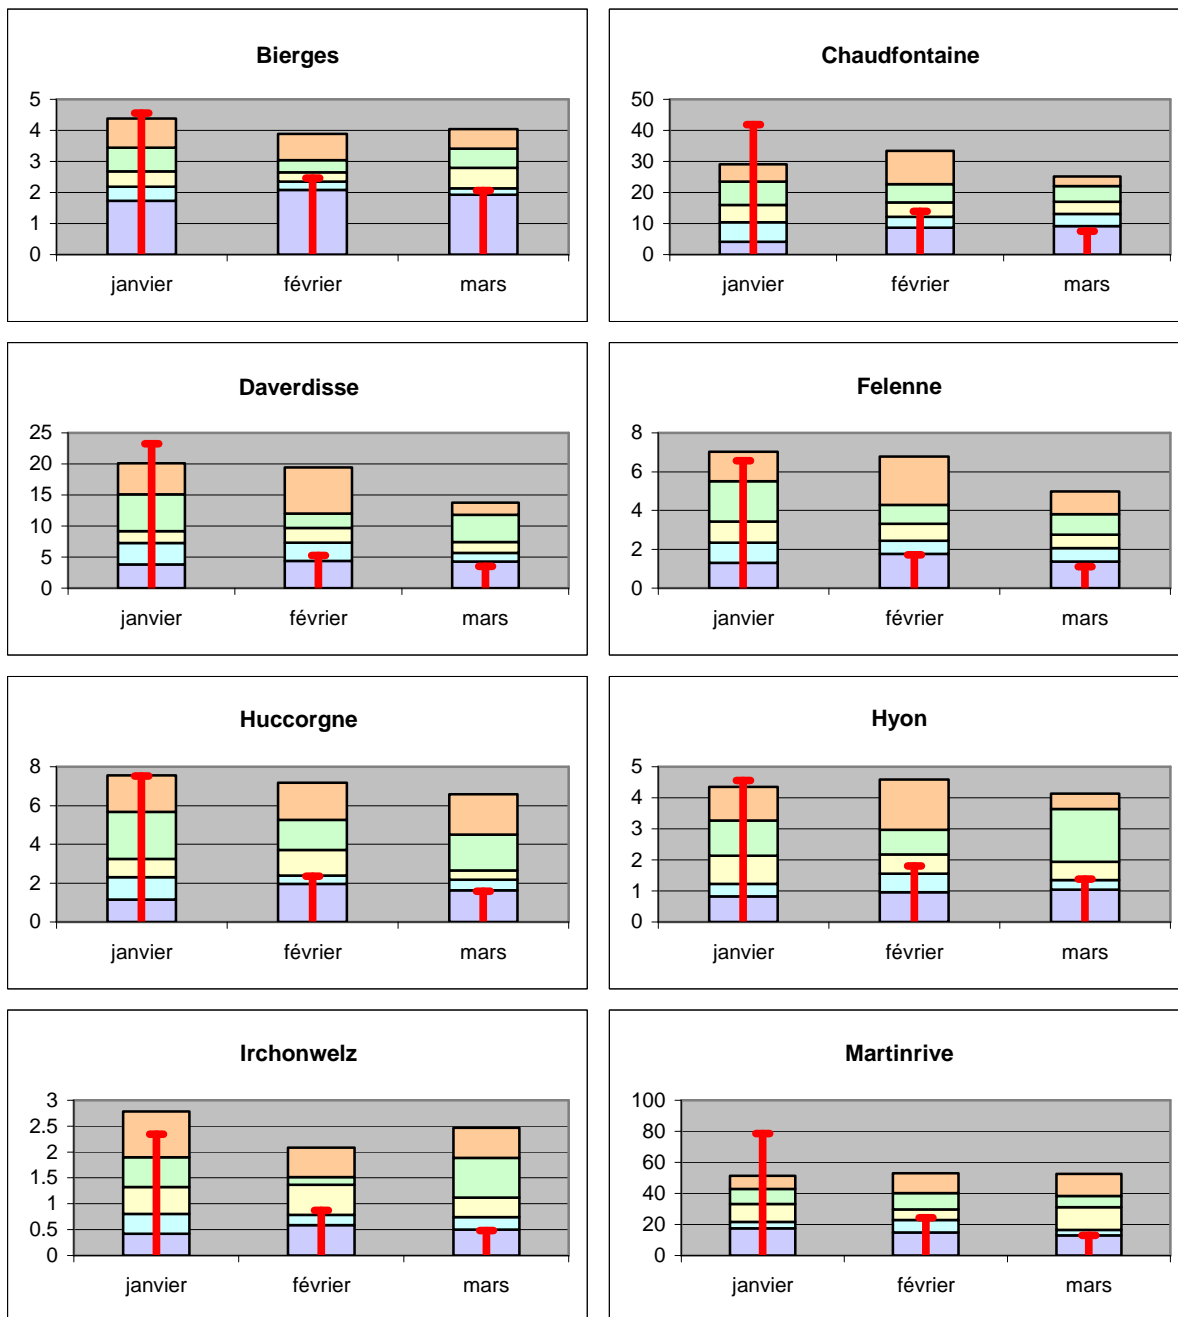 Bierges
5
4
3
2
1
0
janvier février mars
Chaudfontaine
50
40
30
20
10
0
janvier février mars
Daverdisse
25
20
15
10
5
0
janvier février mars
Felenne
8
6
4
2
0
janvier février mars
Huccorgne
8
6
4
2
0
janvier février mars
Hyon
5
4
3
2
1
0
janvier février mars
Irchonwelz
3
2.5
2
1.5
1
0.5
0
janvier février mars
Martinrive
100
80
60
40
20
0
janvier février mars